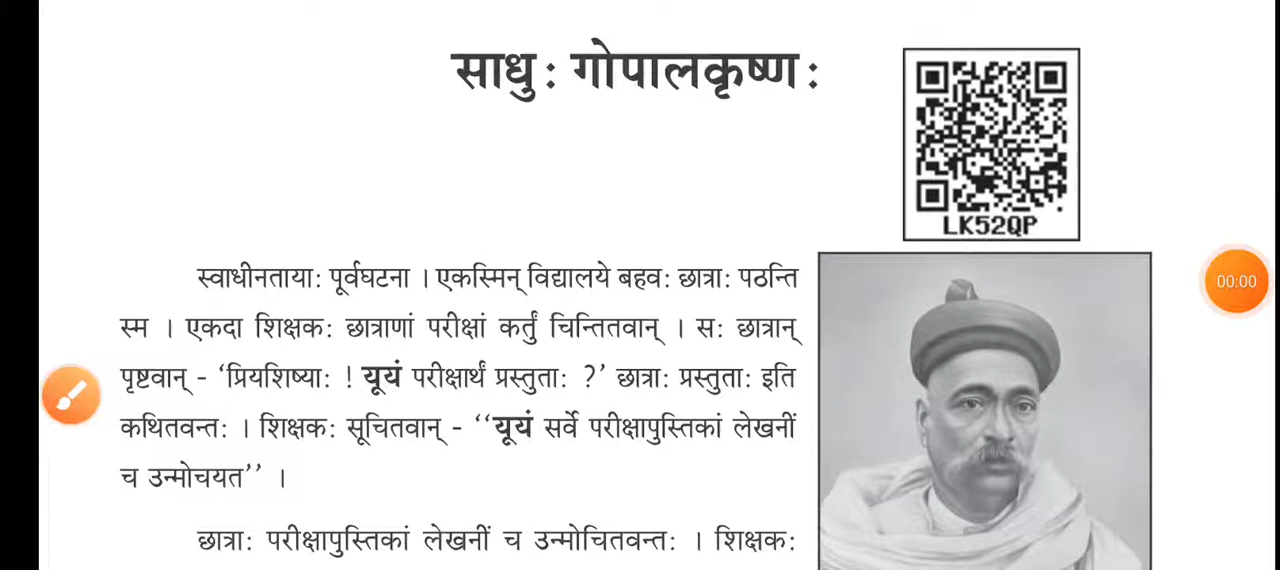 साधुः गोपालकृष्णः
LK52QP
स्वाधीनतायाः पूर्वघटना । एकस्मिन् विद्यालये बहवः छात्राः पठन्ति
स्म । एकदा शिक्षकः छात्राणां परीक्षां कर्तुं चिन्तितवान् । सः छात्रान्
पृष्टवान् - ‘प्रियशिष्याः ! यूयं परीक्षार्थं प्रस्तुताः ?’ छात्राः प्रस्तुताः इति
कथितवन्तः । शिक्षकः सूचितवान् - ‘‘यूयं सर्वे परीक्षापुस्तिकां लेखनीं
च उन्मोचयत’’ ।
छात्राः परीक्षापुस्तिकां लेखनीं च उन्मोचितवन्तः । शिक्षकः
00:00